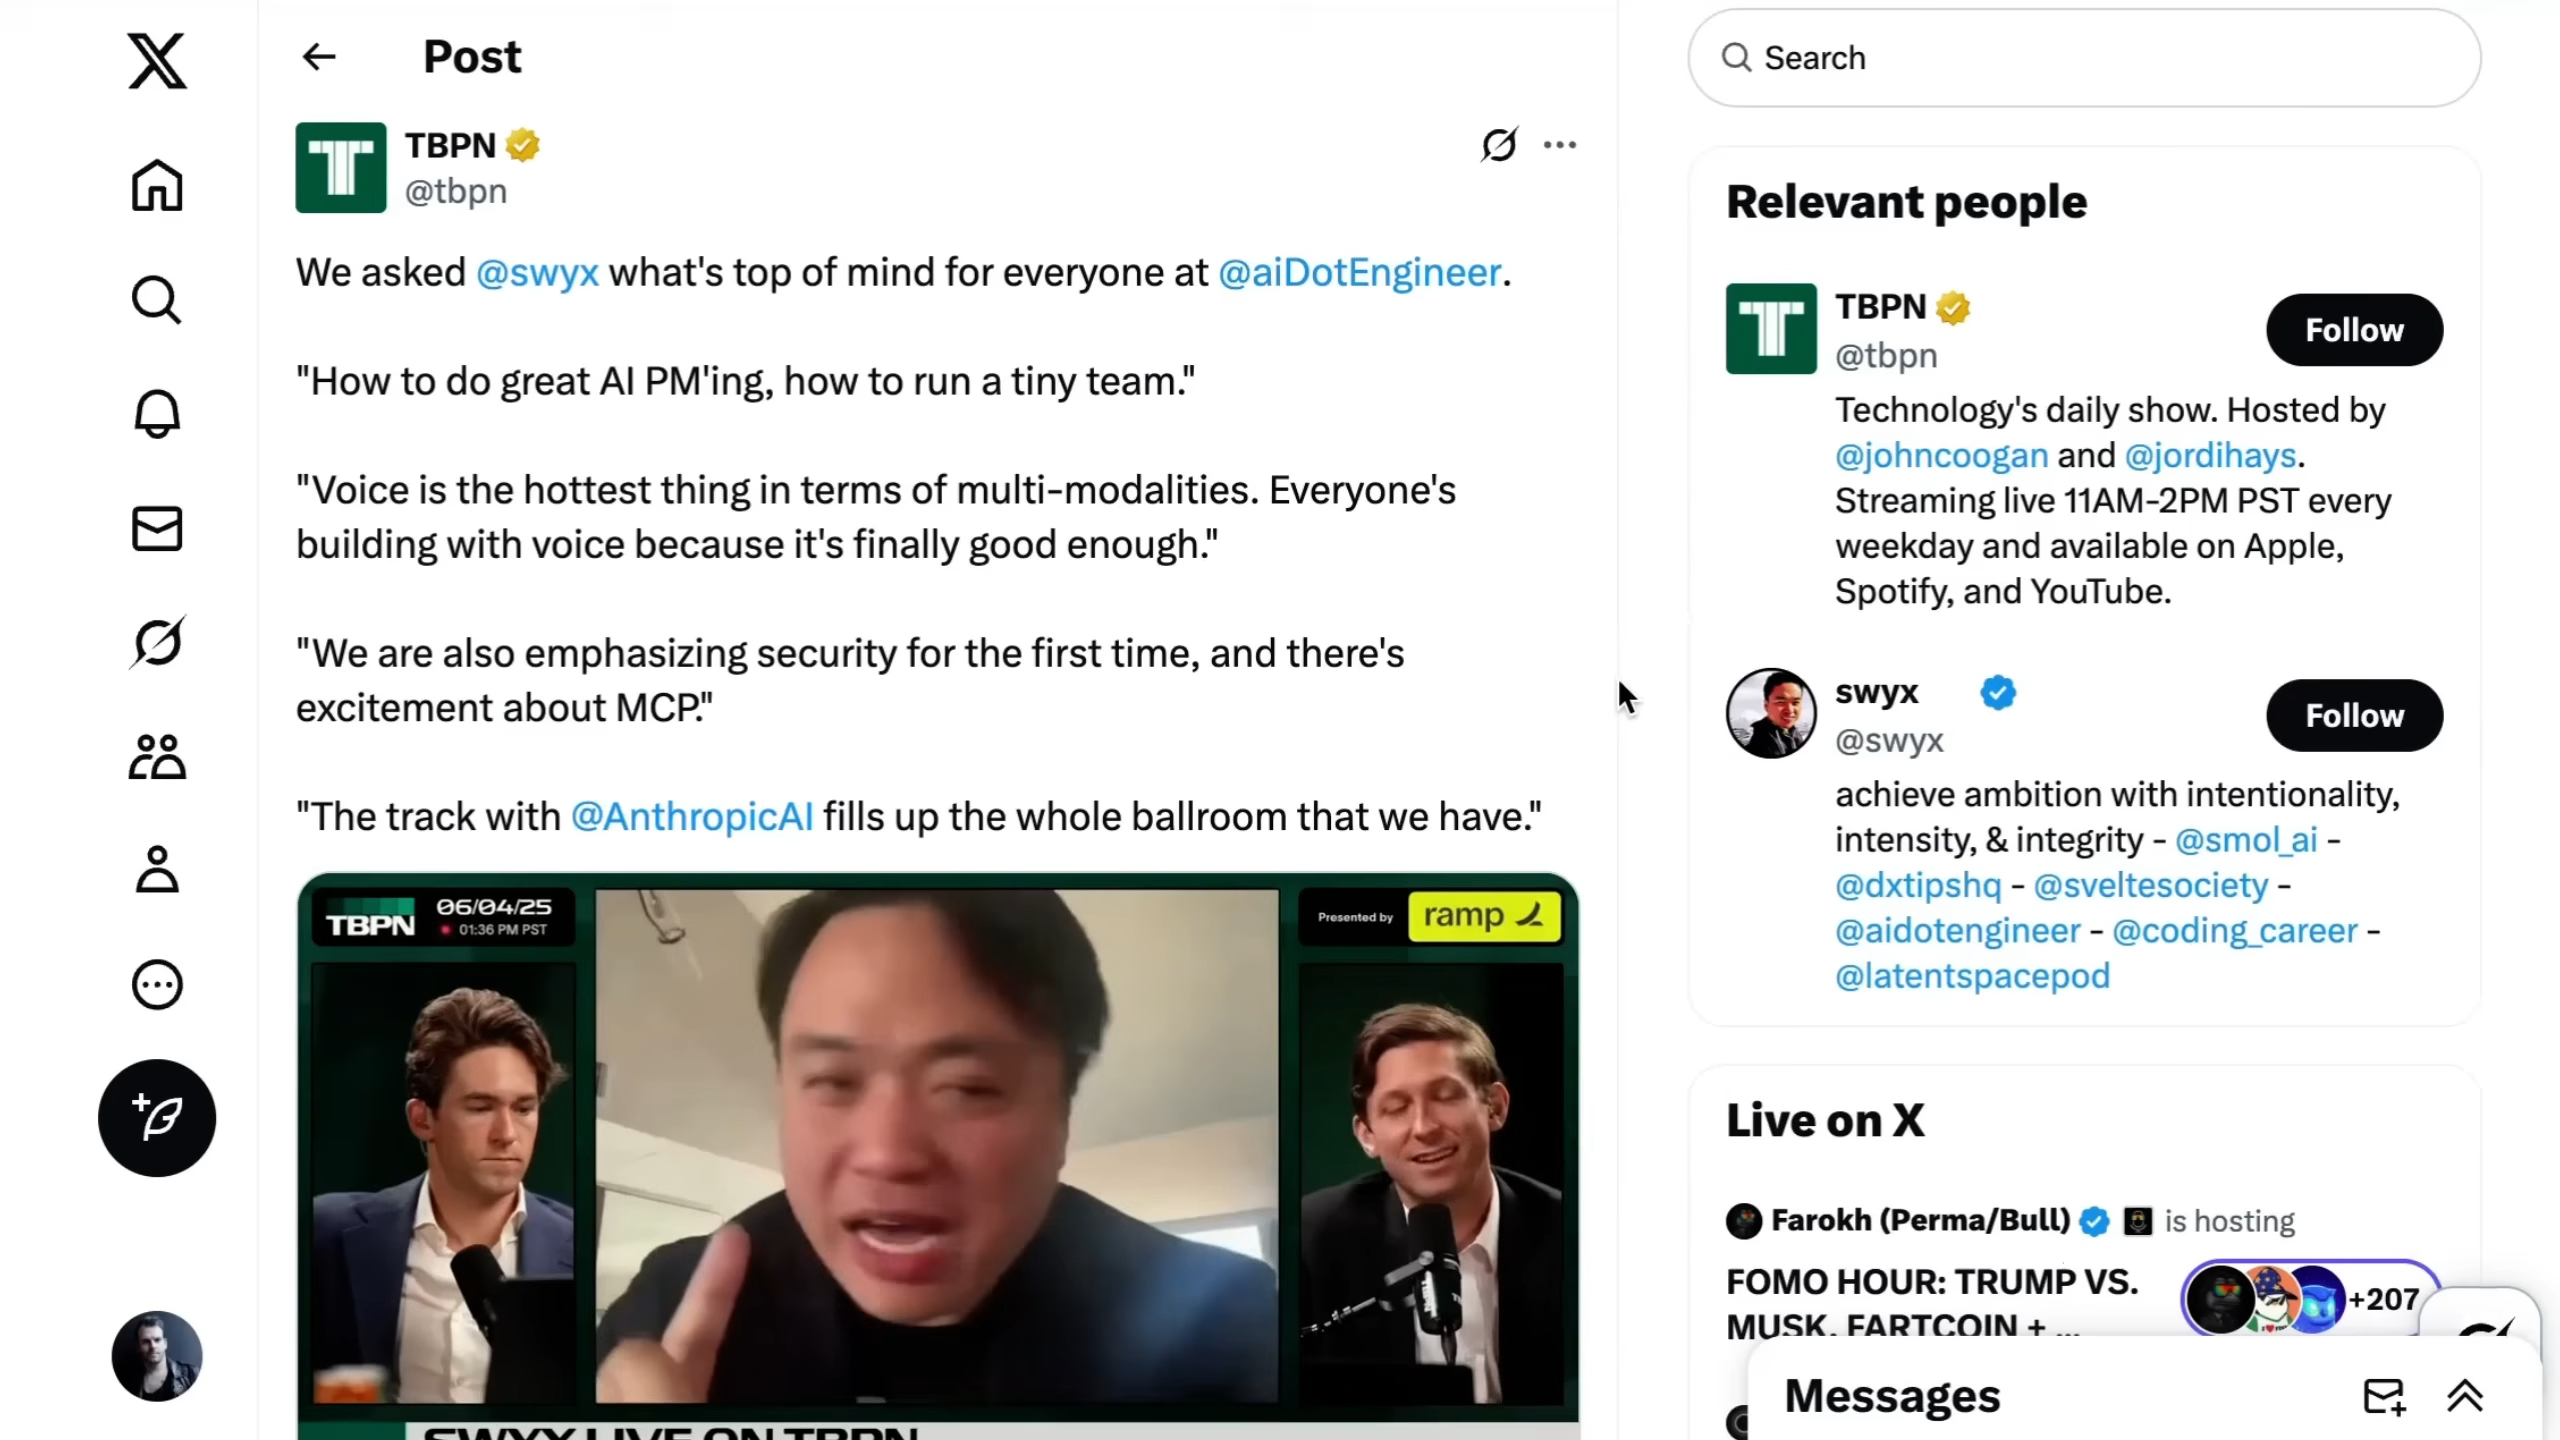 Post
TBPN
@tbpn
We asked @swyx what's top of mind for everyone at @aiDotEngineer.
"How to do great AI PM'ing, how to run a tiny team."
"Voice is the hottest thing in terms of multi-modalities. Everyone's
building with voice because it's finally good enough."
"We are also emphasizing security for the first time, and there's
excitement about MCP."
"The track with @AnthropicAI fills up the whole ballroom that we have."
TBPN
06/04/25
01:36 PM PST
Presented by
ramp
SWYX LIVE ON TBPN
Search
Relevant people
TBPN
Follow
@tbpn
Technology's daily show. Hosted by
@johncoogan and @jordihays.
Streaming live 11AM-2PM PST every
weekday and available on Apple,
Spotify, and YouTube.
swyx
Follow
@swyx
achieve ambition with intentionality,
intensity, & integrity - @smol_ai -
@dxtipshq - @sveltesociety -
@aidotengineer - @coding_career -
@latentspacepod
Live on X
Farokh (Perma/Bull) is hosting
FOMO HOUR: TRUMP VS.
MUSK. FARTCOIN + ...
+207
Messages